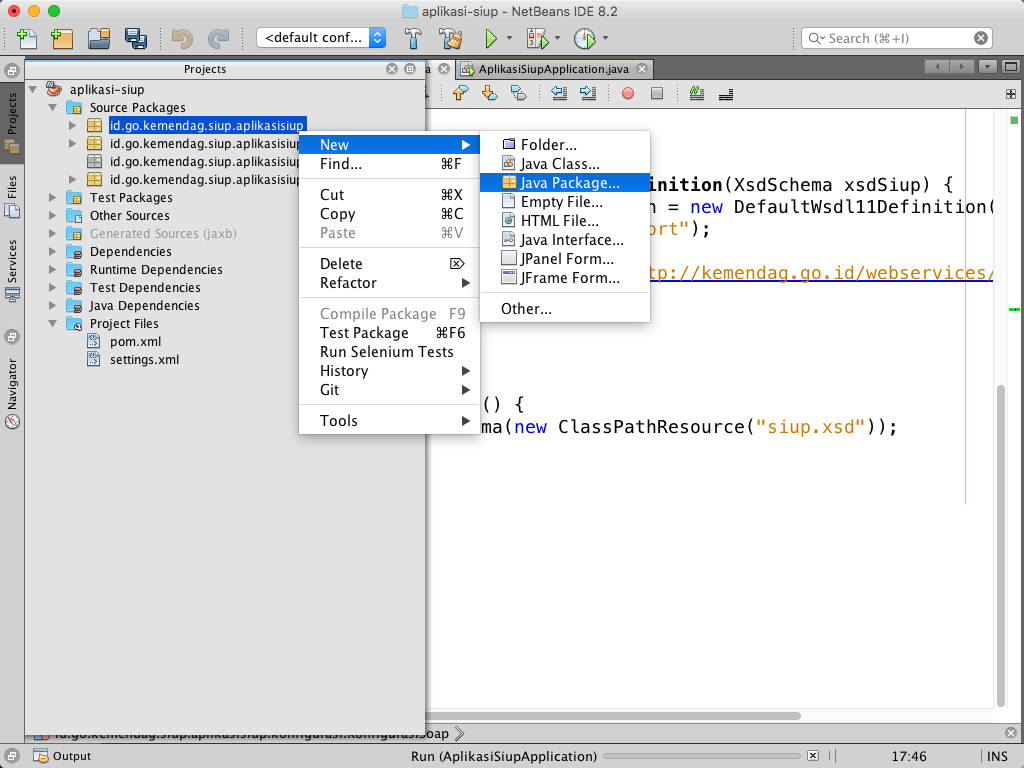 aplikasi-siup - NetBeans IDE 8.2
<default conf...
Search (⌘+I)
Projects
a
AplikasiSiupApplication.java
Projects
Files
Services
Navigator
aplikasi-siup
Source Packages
id.go.kemendag.siup.aplikasisiup
id.go.kemendag.siup.aplikasisiup
id.go.kemendag.siup.aplikasisiup
id.go.kemendag.siup.aplikasisiup
Test Packages
Other Sources
Generated Sources (jaxb)
Dependencies
Runtime Dependencies
Test Dependencies
Java Dependencies
Project Files
pom.xml
settings.xml
New
Find... ⌘F
Cut ⌘X
Copy ⌘C
Paste ⌘V
Delete ⌦
Refactor
Compile Package F9
Test Package ⌘F6
Run Selenium Tests
History
Git
Tools
Folder...
Java Class...
Java Package...
Empty File...
HTML File...
Java Interface...
JPanel Form...
JFrame Form...
Other...
inition(XsdSchema xsdSiup) {
n = new DefaultWsdl11Definition(
ort");
tp://kemendag.go.id/webservices/
() {
ma(new ClassPathResource("siup.xsd"));
id.go.kemendag.siup.aplikasisiup.konfigurasi.KonfigurasiSoap
Output
Run (AplikasiSiupApplication)
17:46
INS